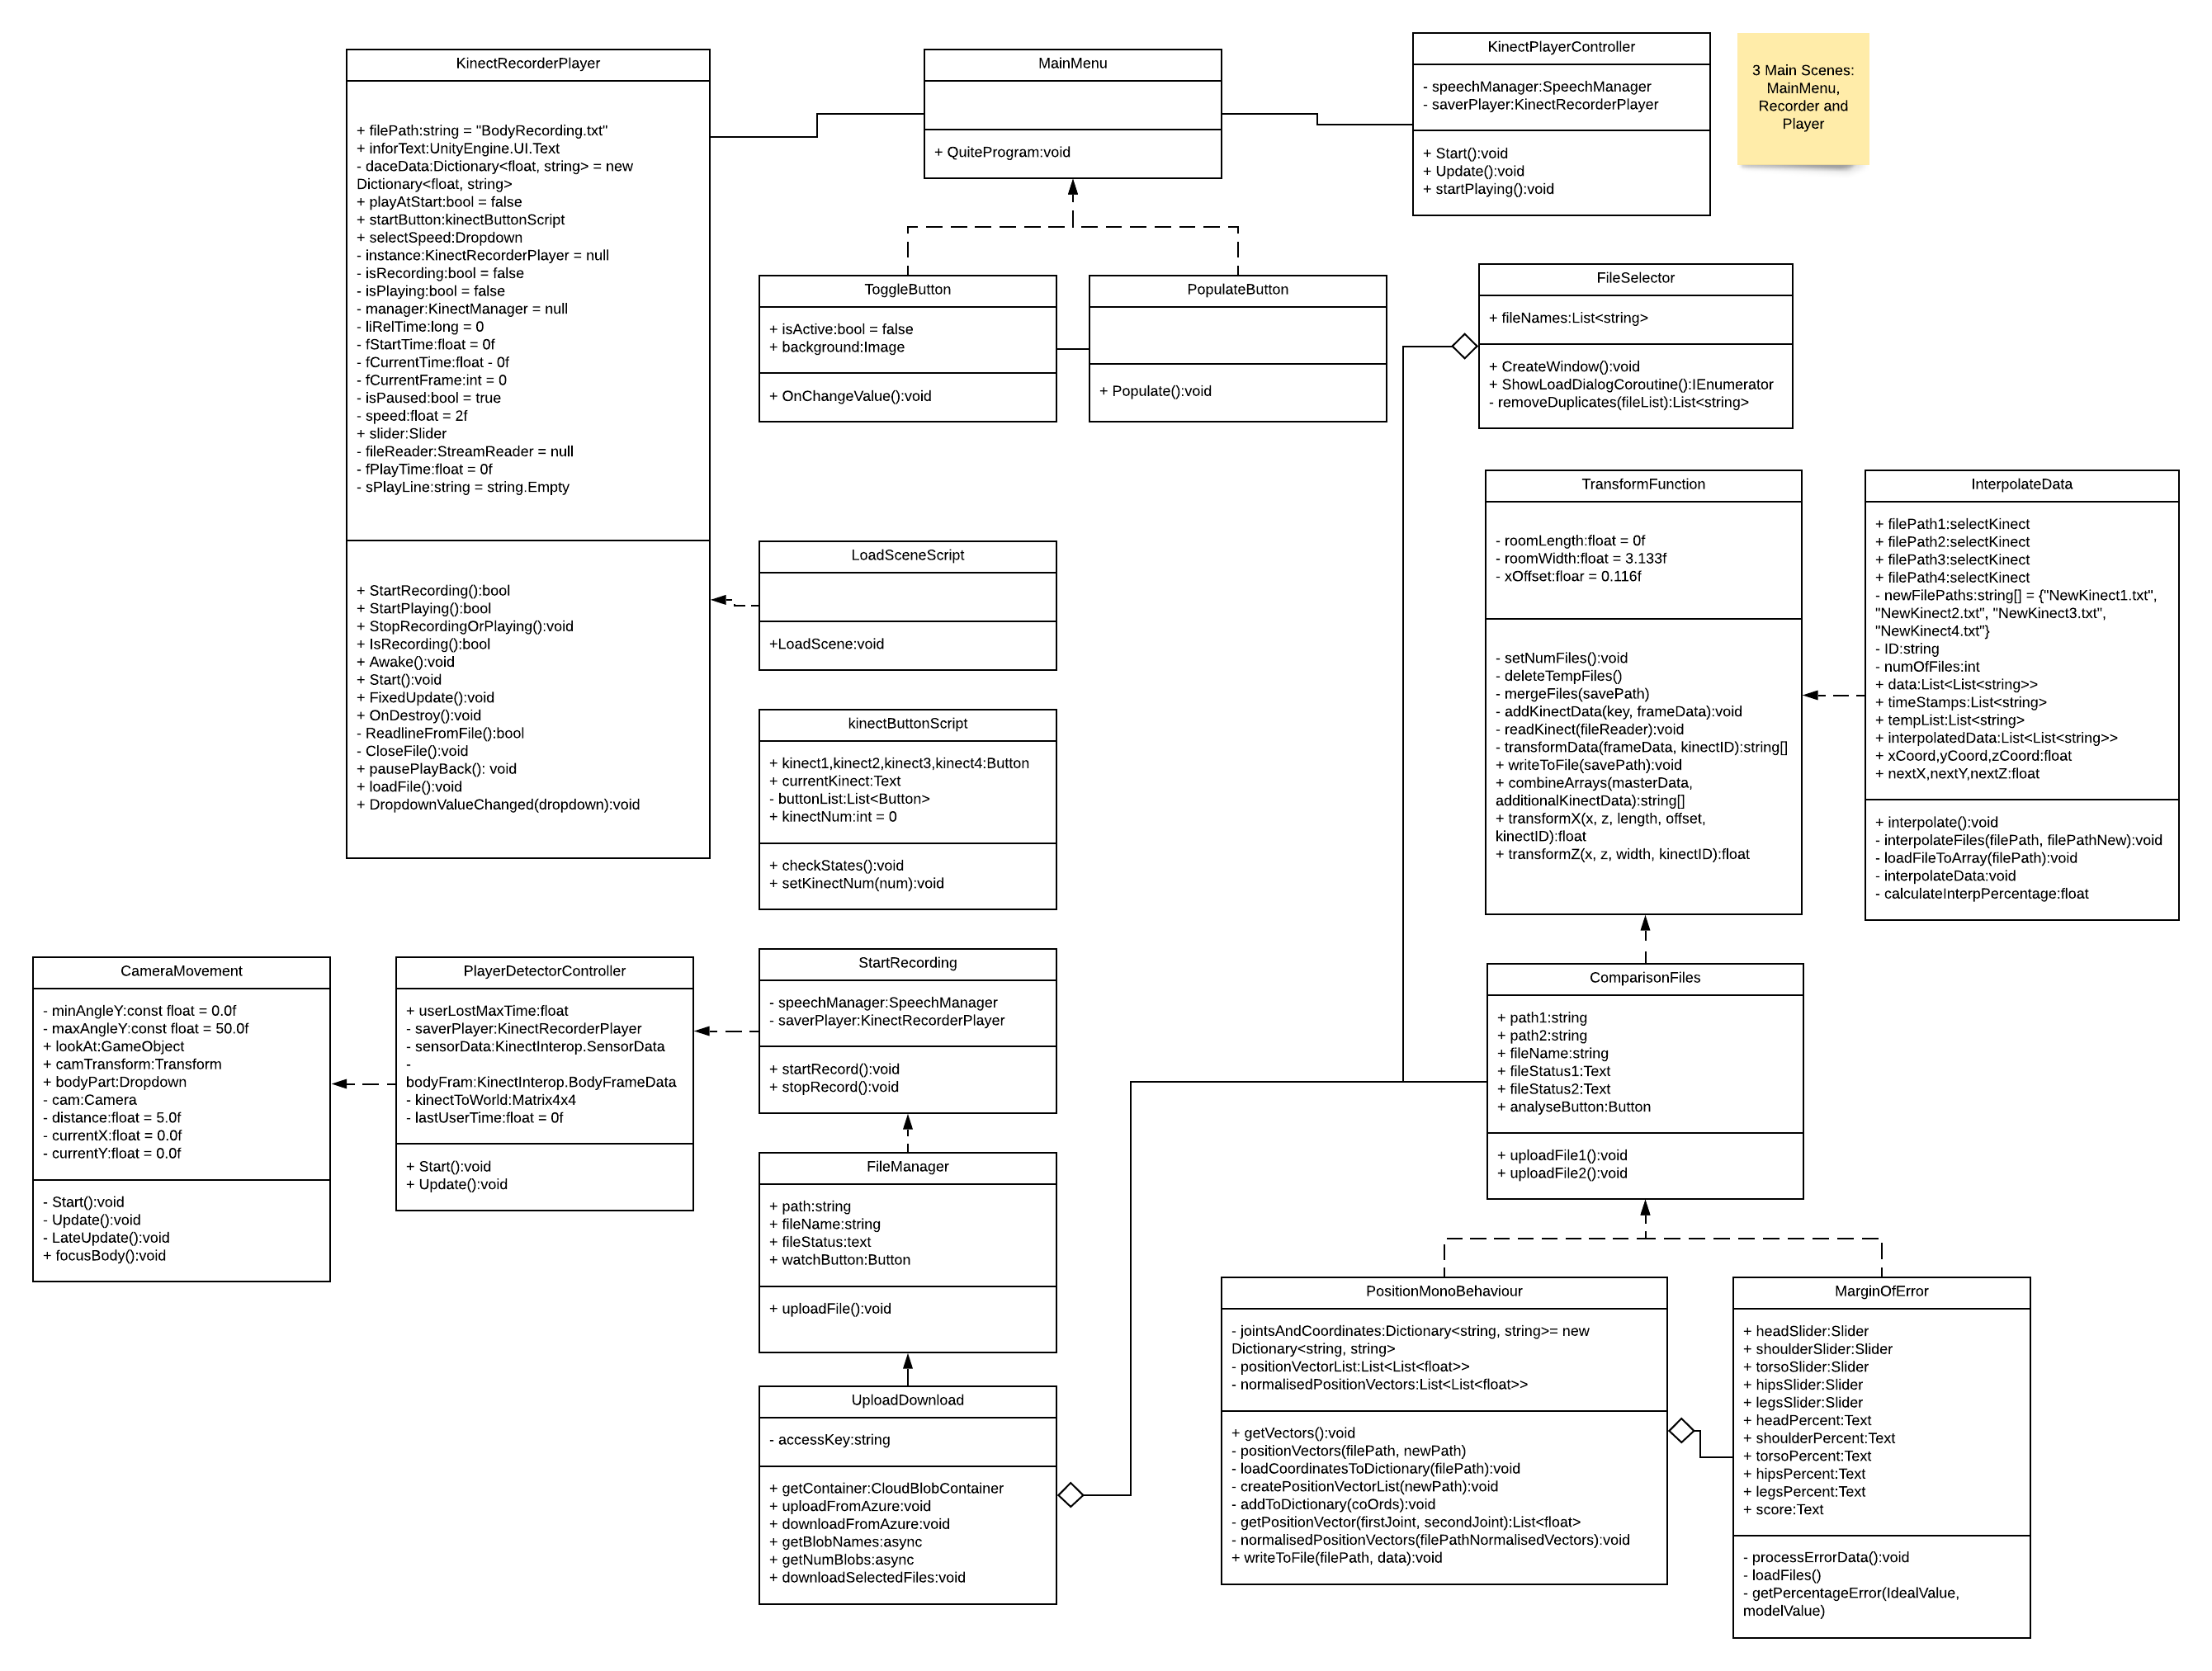 KinectRecorderPlayer
+ filePath:string = "BodyRecording.txt"
+ inforText:UnityEngine.UI.Text
- daceData:Dictionary<float, string> = new
Dictionary<float, string>
+ playAtStart:bool = false
+ startButton:kinectButtonScript
+ selectSpeed:Dropdown
- instance:KinectRecorderPlayer = null
- isRecording:bool = false
- isPlaying:bool = false
- manager:KinectManager = null
- liRelTime:long = 0
- fStartTime:float = 0f
- fCurrentTime:float - 0f
- fCurrentFrame:int = 0
- isPaused:bool = true
- speed:float = 2f
+ slider:Slider
- fileReader:StreamReader = null
- fPlayTime:float = 0f
- sPlayLine:string = string.Empty
+ StartRecording():bool
+ StartPlaying():bool
+ StopRecordingOrPlaying():void
+ IsRecording():bool
+ Awake():void
+ Start():void
+ FixedUpdate():void
+ OnDestroy():void
- ReadlineFromFile():bool
- CloseFile():void
+ pausePlayBack(): void
+ loadFile():void
+ DropdownValueChanged(dropdown):void
MainMenu
+ QuiteProgram:void
KinectPlayerController
- speechManager:SpeechManager
- saverPlayer:KinectRecorderPlayer
+ Start():void
+ Update():void
+ startPlaying():void
3 Main Scenes:
MainMenu,
Recorder and
Player
ToggleButton
+ isActive:bool = false
+ background:Image
+ OnChangeValue():void
PopulateButton
+ Populate():void
FileSelector
+ fileNames:List<string>
+ CreateWindow():void
+ ShowLoadDialogCoroutine():IEnumerator
- removeDuplicates(fileList):List<string>
LoadSceneScript
+LoadScene:void
kinectButtonScript
+ kinect1,kinect2,kinect3,kinect4:Button
+ currentKinect:Text
- buttonList:List<Button>
+ kinectNum:int = 0
+ checkStates():void
+ setKinectNum(num):void
TransformFunction
- roomLength:float = 0f
- roomWidth:float = 3.133f
- xOffset:floar = 0.116f
- setNumFiles():void
- deleteTempFiles()
- mergeFiles(savePath)
- addKinectData(key, frameData):void
- readKinect(fileReader):void
- transformData(frameData, kinectID):string[]
+ writeToFile(savePath):void
+ combineArrays(masterData,
additionalKinectData):string[]
+ transformX(x, z, length, offset,
kinectID):float
+ transformZ(x, z, width, kinectID):float
InterpolateData
+ filePath1:selectKinect
+ filePath2:selectKinect
+ filePath3:selectKinect
+ filePath4:selectKinect
- newFilePaths:string[] = {"NewKinect1.txt",
"NewKinect2.txt", "NewKinect3.txt",
"NewKinect4.txt"}
- ID:string
- numOfFiles:int
+ data:List<List<string>>
+ timeStamps:List<string>
+ tempList:List<string>
+ interpolatedData:List<List<string>>
+ xCoord,yCoord,zCoord:float
+ nextX,nextY,nextZ:float
+ interpolate():void
- interpolateFiles(filePath, filePathNew):void
- loadFileToArray(filePath):void
- interpolateData:void
- calculateInterpPercentage:float
CameraMovement
- minAngleY:const float = 0.0f
- maxAngleY:const float = 50.0f
+ lookAt:GameObject
+ camTransform:Transform
+ bodyPart:Dropdown
- cam:Camera
- distance:float = 5.0f
- currentX:float = 0.0f
- currentY:float = 0.0f
- Start():void
- Update():void
- LateUpdate():void
+ focusBody():void
PlayerDetectorController
+ userLostMaxTime:float
- saverPlayer:KinectRecorderPlayer
- sensorData:KinectInterop.SensorData
-
bodyFram:KinectInterop.BodyFrameData
- kinectToWorld:Matrix4x4
- lastUserTime:float = 0f
+ Start():void
+ Update():void
StartRecording
- speechManager:SpeechManager
- saverPlayer:KinectRecorderPlayer
+ startRecord():void
+ stopRecord():void
FileManager
+ path:string
+ fileName:string
+ fileStatus:text
+ watchButton:Button
+ uploadFile():void
UploadDownload
- accessKey:string
+ getContainer:CloudBlobContainer
+ uploadFromAzure:void
+ downloadFromAzure:void
+ getBlobNames:async
+ getNumBlobs:async
+ downloadSelectedFiles:void
ComparisonFiles
+ path1:string
+ path2:string
+ fileName:string
+ fileStatus1:Text
+ fileStatus2:Text
+ analyseButton:Button
+ uploadFile1():void
+ uploadFile2():void
PositionMonoBehaviour
- jointsAndCoordinates:Dictionary<string, string>= new
Dictionary<string, string>
- positionVectorList:List<List<float>>
- normalisedPositionVectors:List<List<float>>
+ getVectors():void
- positionVectors(filePath, newPath)
- loadCoordinatesToDictionary(filePath):void
- createPositionVectorList(newPath):void
- addToDictionary(coOrds):void
- getPositionVector(firstJoint, secondJoint):List<float>
- normalisedPositionVectors(filePathNormalisedVectors):void
+ writeToFile(filePath, data):void
MarginOfError
+ headSlider:Slider
+ shoulderSlider:Slider
+ torsoSlider:Slider
+ hipsSlider:Slider
+ legsSlider:Slider
+ headPercent:Text
+ shoulderPercent:Text
+ torsoPercent:Text
+ hipsPercent:Text
+ legsPercent:Text
+ score:Text
- processErrorData():void
- loadFiles()
- getPercentageError(IdealValue,
modelValue)